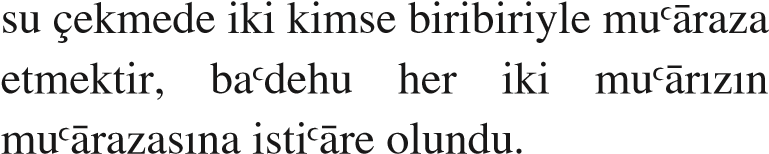 su çekmede iki kimse biribiriyle muᶜāraza
etmektir, baᶜdehu her iki muᶜārızın
muᶜārazasına istiᶜāre olundu.